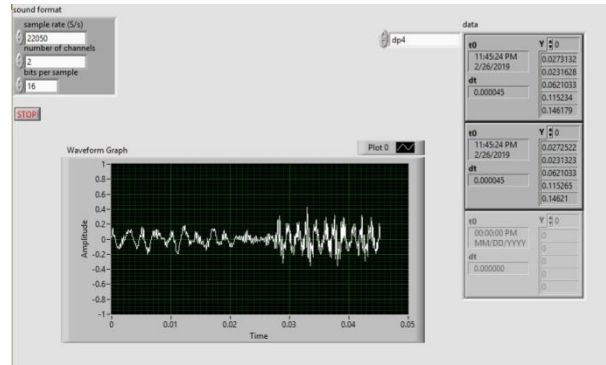 sound format
sample rate (S/s)
22050
number of channels
2
bits per sample
16
STOP!
dp4
data
t0
11:45:24 PM
2/26/2019
dt
0.000045
Y 0
0.0273132
0.0231628
0.0621033
0.115234
0.146179
t0
11:45:24 PM
2/26/2019
dt
0.000045
Y 0
0.0272522
0.0231323
0.0621033
0.115265
0.14621
t0
00:00:00 PM
MM/DD/YYYY
dt
0.000000
Y 0
0
0
0
0
0
Waveform Graph
Plot 0
Amplitude
1
0.8
0.6
0.4
0.2
0
-0.2
-0.4
-0.6
-0.8
-1
0 0.01 0.02 0.03 0.04 0.05
Time